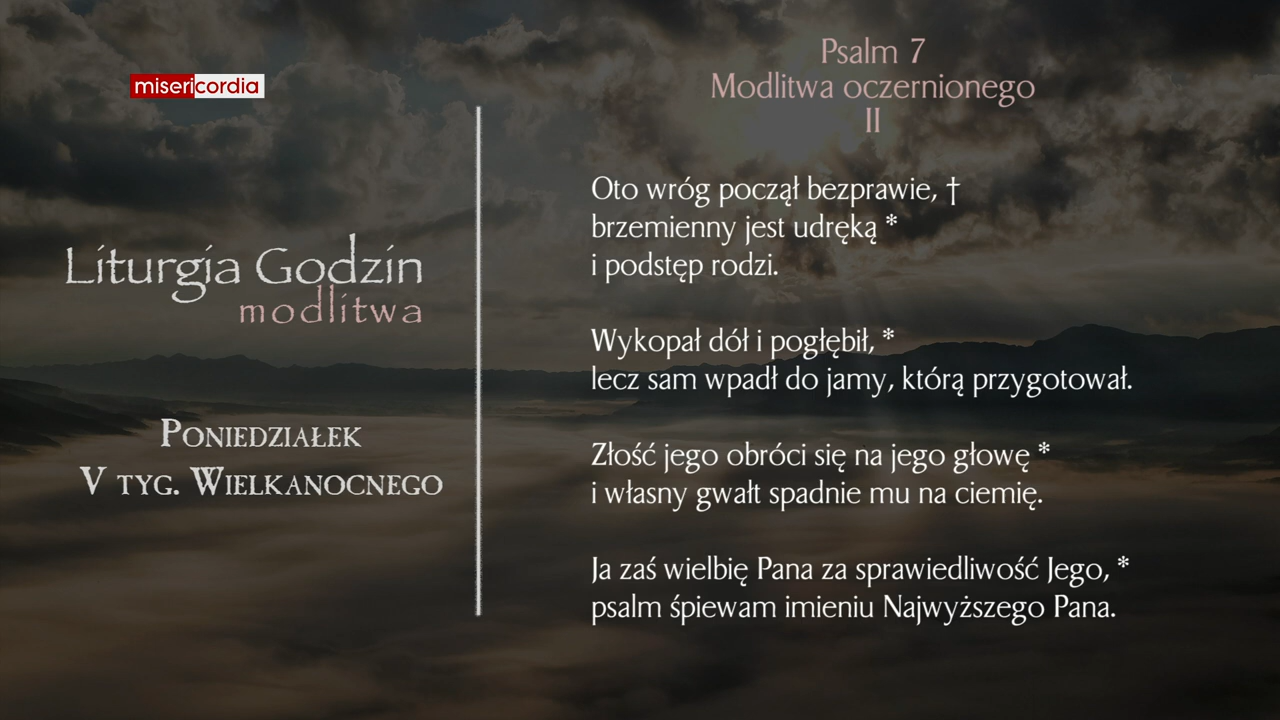 misericordia
Liturgia Godzin
modlitwa
Poniedziałek
V tyg. Wielkanocnego
Psalm 7
Modlitwa oczernionego
II
Oto wróg począł bezprawie, †
brzemienny jest udręką *
i podstęp rodzi.
Wykopał dół i pogłębił, *
lecz sam wpadł do jamy, którą przygotował.
Złość jego obróci się na jego głowę *
i własny gwałt spadnie mu na ciemię.
Ja zaś wielbię Pana za sprawiedliwość Jego, *
psalm śpiewam imieniu Najwyższego Pana.